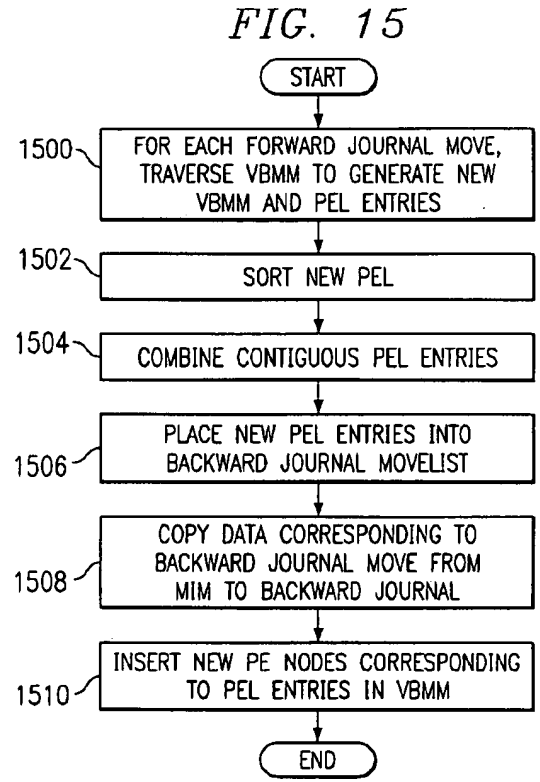 FIG. 15
START
1500
FOR EACH FORWARD JOURNAL MOVE,
TRAVERSE VBMM TO GENERATE NEW
VBMM AND PEL ENTRIES
1502
SORT NEW PEL
1504
COMBINE CONTIGUOUS PEL ENTRIES
1506
PLACE NEW PEL ENTRIES INTO
BACKWARD JOURNAL MOVELIST
1508
COPY DATA CORRESPONDING TO
BACKWARD JOURNAL MOVE FROM
MIM TO BACKWARD JOURNAL
1510
INSERT NEW PE NODES CORRESPONDING
TO PEL ENTRIES IN VBMM
END